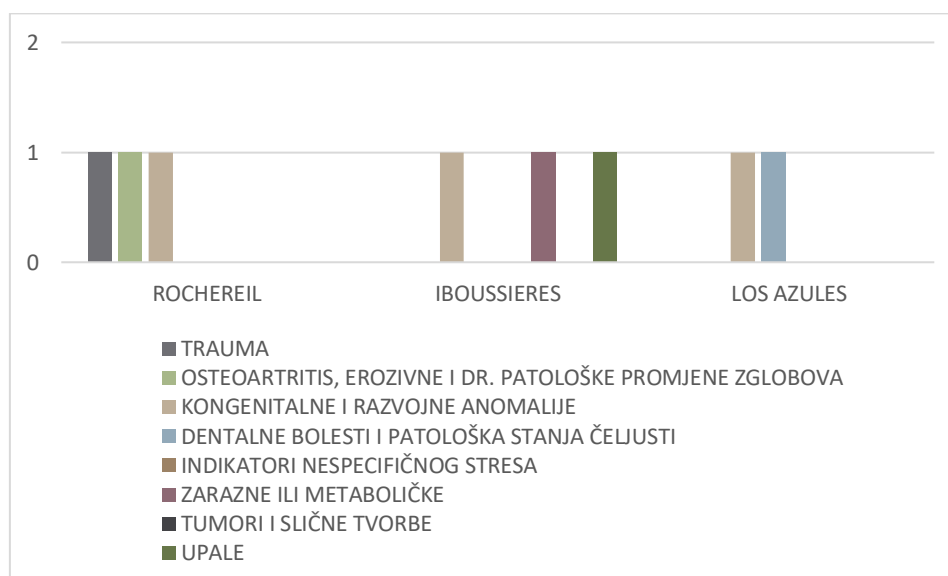 2
1
0
ROCHEREIL IBOUSSIERES LOS AZULES
TRAUMA
OSTEOARTRITIS, EROZIVNE I DR. PATOLOŠKE PROMJENE ZGLOBOVA
KONGENITALNE I RAZVOJNE ANOMALIJE
DENTALNE BOLESTI I PATOLOŠKA STANJA ČELJUSTI
INDIKATORI NESPECIFIČNOG STRESA
ZARAZNE ILI METABOLIČKE
TUMORI I SLIČNE TVORBE
UPALE